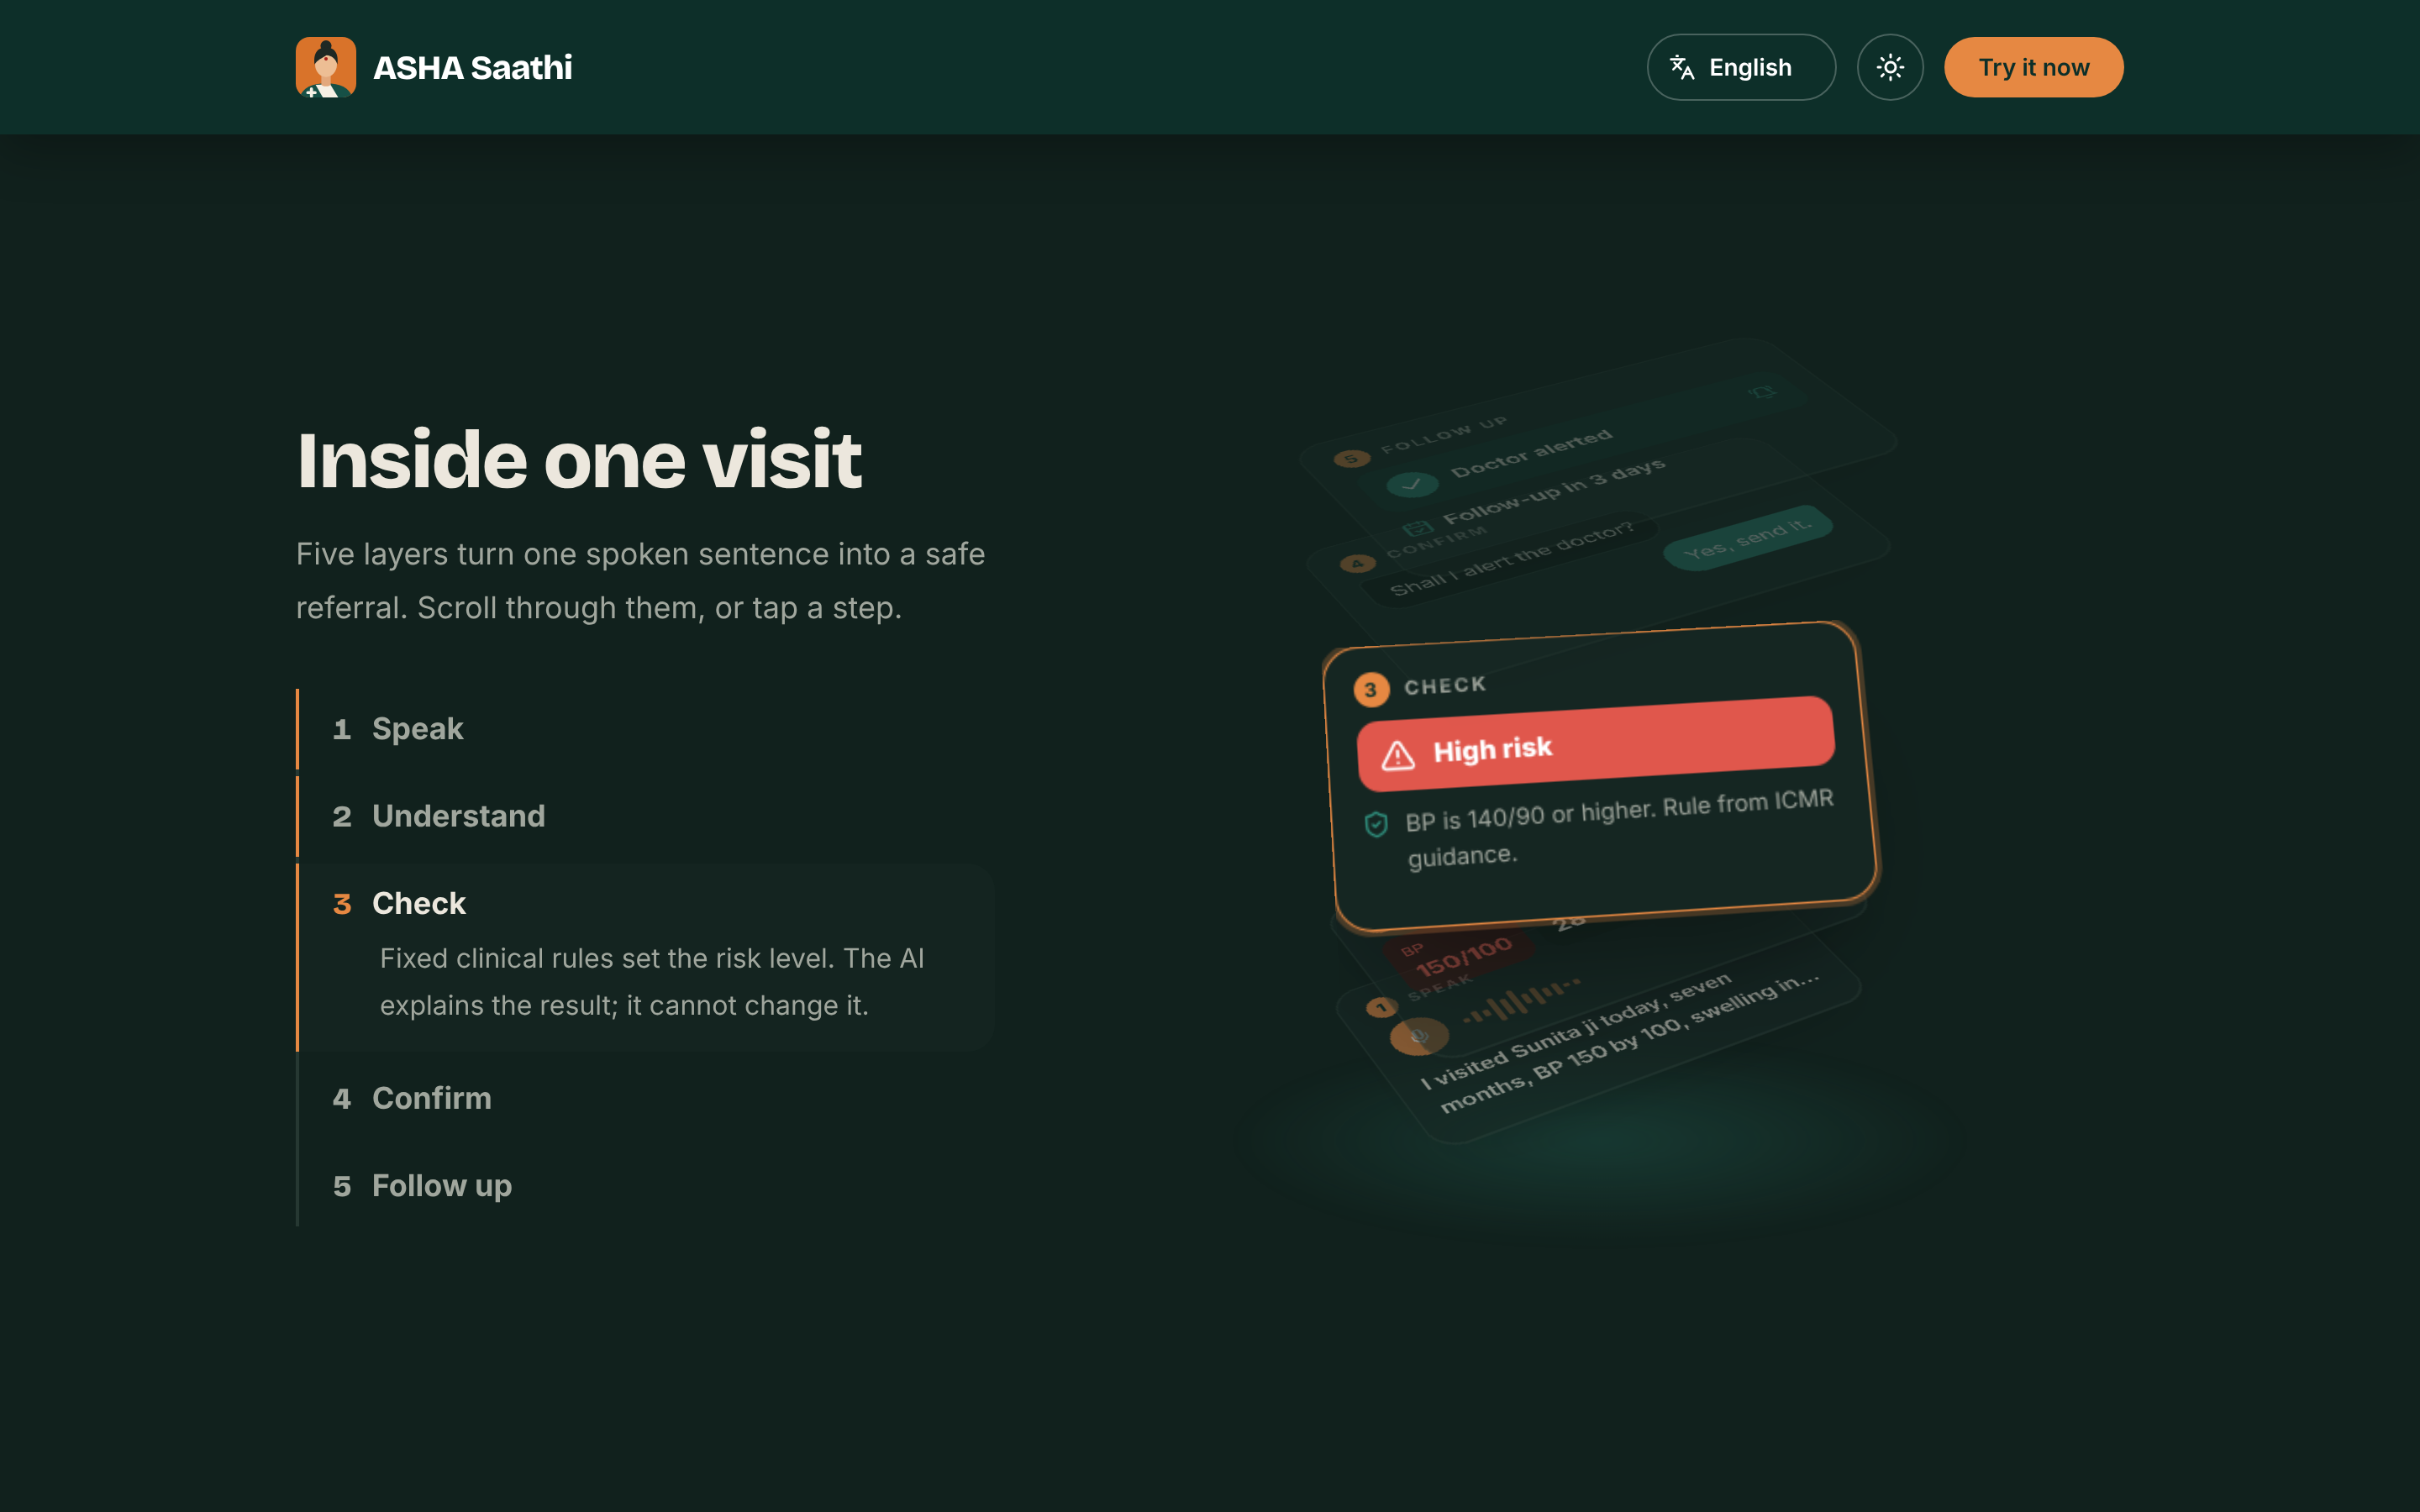 ASHA Saathi
English
Try it now
Inside one visit
Five layers turn one spoken sentence into a safe
referral. Scroll through them, or tap a step.
1 Speak
2 Understand
3 Check
Fixed clinical rules set the risk level. The AI
explains the result; it cannot change it.
4 Confirm
5 Follow up
5 FOLLOW UP
Doctor alerted
Follow-up in 3 days
4 CONFIRM
Shall I alert the doctor?
Yes, send it.
3 CHECK
High risk
BP is 140/90 or higher. Rule from ICMR
guidance.
28
BP
150/100
1 SPEAK
I visited Sunita ji today, seven
months, BP 150 by 100, swelling in...